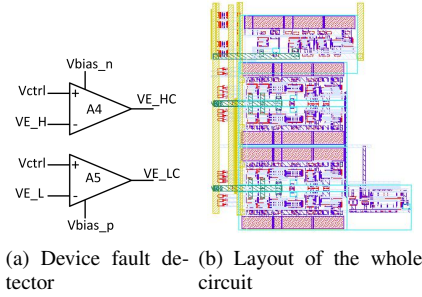 Vbias_n
Vctrl
+
A4
VE_HC
VE_H
-
Vctrl
+
VE_LC
A5
VE_L
-
Vbias_p
(a) Device fault de-
tector
(b) Layout of the whole
circuit